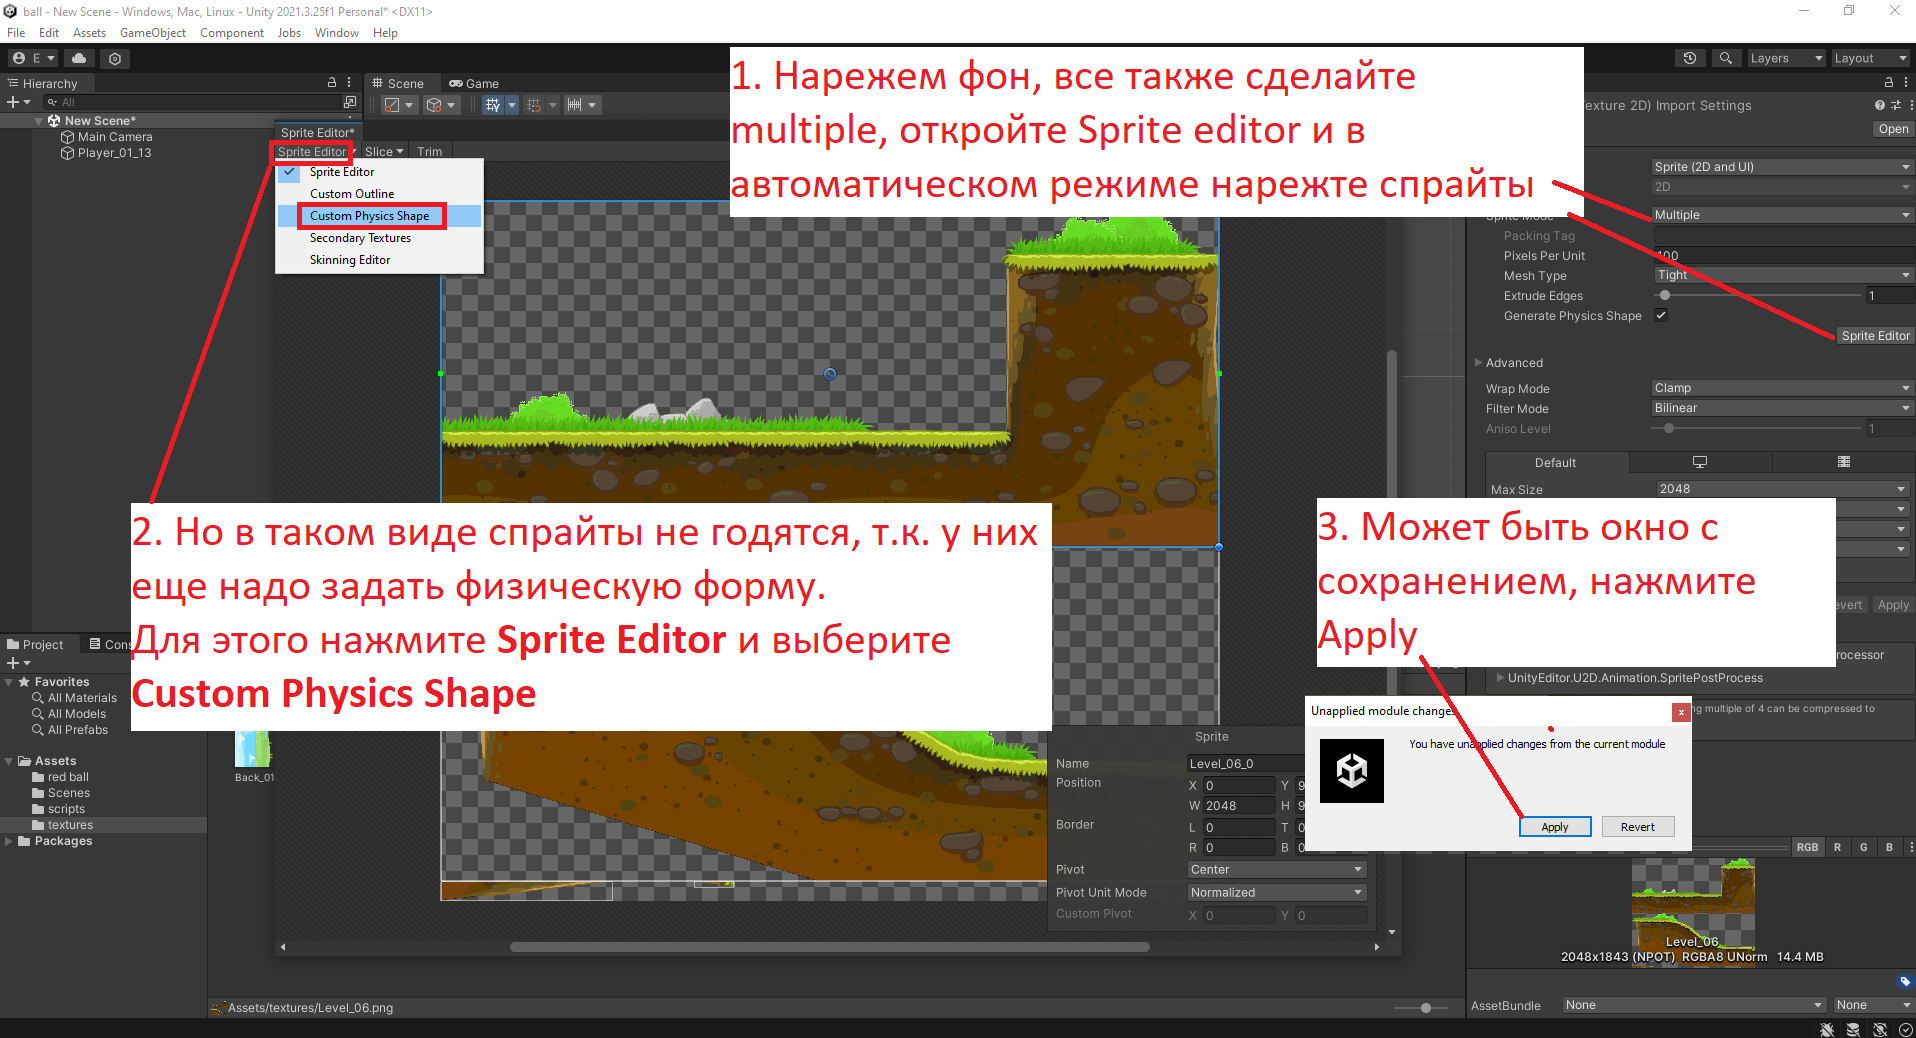 ball - New Scene - Windows, Mac, Linux - Unity 2021.3.25f1 Personal* <DX11>
File Edit Assets GameObject Component Jobs Window Help
E
Layers
Layout
Hierarchy
Scene
Game
All
New Scene*
Main Camera
Player_01_13
Sprite Editor*
Sprite Editor
Slice
Trim
Sprite Editor
Custom Outline
Custom Physics Shape
Secondary Textures
Skinning Editor
1. Нарежем фон, все также сделайте
multiple, откройте Sprite editor и в
автоматическом режиме нарежте спрайты
exture 2D) Import Settings
Open
Sprite (2D and UI)
2D
Sprite Mode
Multiple
Packing Tag
Pixels Per Unit
100
Mesh Type
Tight
Extrude Edges
1
Generate Physics Shape
Sprite Editor
Advanced
Wrap Mode
Clamp
Filter Mode
Bilinear
Aniso Level
1
Default
Max Size
2048
2. Но в таком виде спрайты не годятся, т.к. у них
еще надо задать физическую форму.
Для этого нажмите Sprite Editor и выберите
Custom Physics Shape
3. Может быть окно с
сохранением, нажмите
Apply
evert
Apply
rocessor
UnityEditor.U2D.Animation.SpritePostProcess
ng multiple of 4 can be compressed to
Unapplied module changes
x
You have unapplied changes from the current module
Apply
Revert
Project
Cons
Favorites
All Materials
All Models
All Prefabs
Assets
red ball
Scenes
scripts
textures
Packages
Back_01
Sprite
Name
Level_06_0
Position
X 0 Y 9
W 2048 H 9
Border
L 0 T 0
R 0 B 0
Pivot
Center
Pivot Unit Mode
Normalized
Custom Pivot
X 0 Y 0
RGB R G B
Level_06
2048x1843 (NPOT) RGBA8 UNorm 14.4 MB
Assets/textures/Level_06.png
AssetBundle
None
None